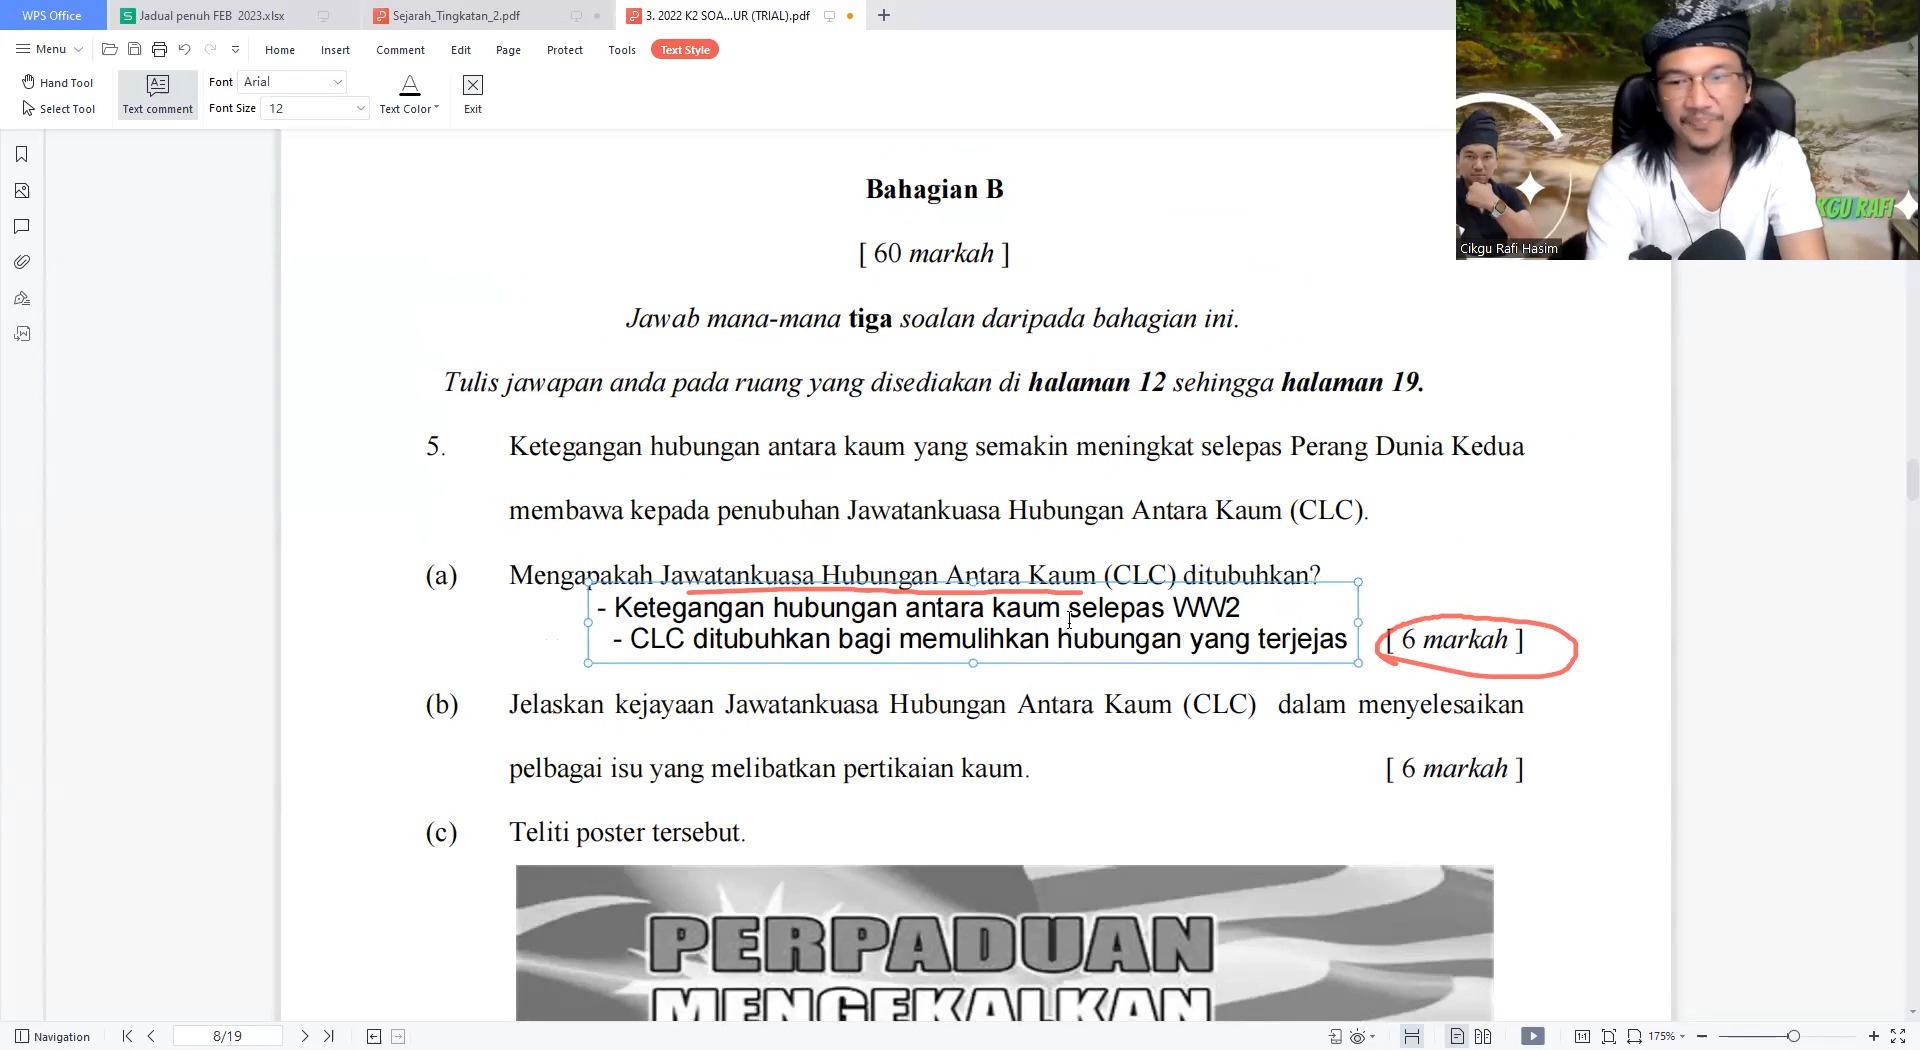 WPS Office
Jadual penuh FEB 2023.xlsx
Sejarah_Tingkatan_2.pdf
3. 2022 K2 SOA...UR (TRIAL).pdf
Menu
Home
Insert
Comment
Edit
Page
Protect
Tools
Text Style
Hand Tool
Select Tool
Text comment
Font Arial
Font Size 12
Text Color
Exit
KGU RAFI
Cikgu Rafi Hasim
Bahagian B
[ 60 markah ]
Jawab mana-mana tiga soalan daripada bahagian ini.
Tulis jawapan anda pada ruang yang disediakan di halaman 12 sehingga halaman 19.
5. Ketegangan hubungan antara kaum yang semakin meningkat selepas Perang Dunia Kedua
membawa kepada penubuhan Jawatankuasa Hubungan Antara Kaum (CLC).
(a) Mengapakah Jawatankuasa Hubungan Antara Kaum (CLC) ditubuhkan?
- Ketegangan hubungan antara kaum selepas WW2
- CLC ditubuhkan bagi memulihkan hubungan yang terjejas [ 6 markah ]
(b) Jelaskan kejayaan Jawatankuasa Hubungan Antara Kaum (CLC) dalam menyelesaikan
pelbagai isu yang melibatkan pertikaian kaum. [ 6 markah ]
(c) Teliti poster tersebut.
PERPADUAN
MENGEKALKAN
Navigation
8/19
175%